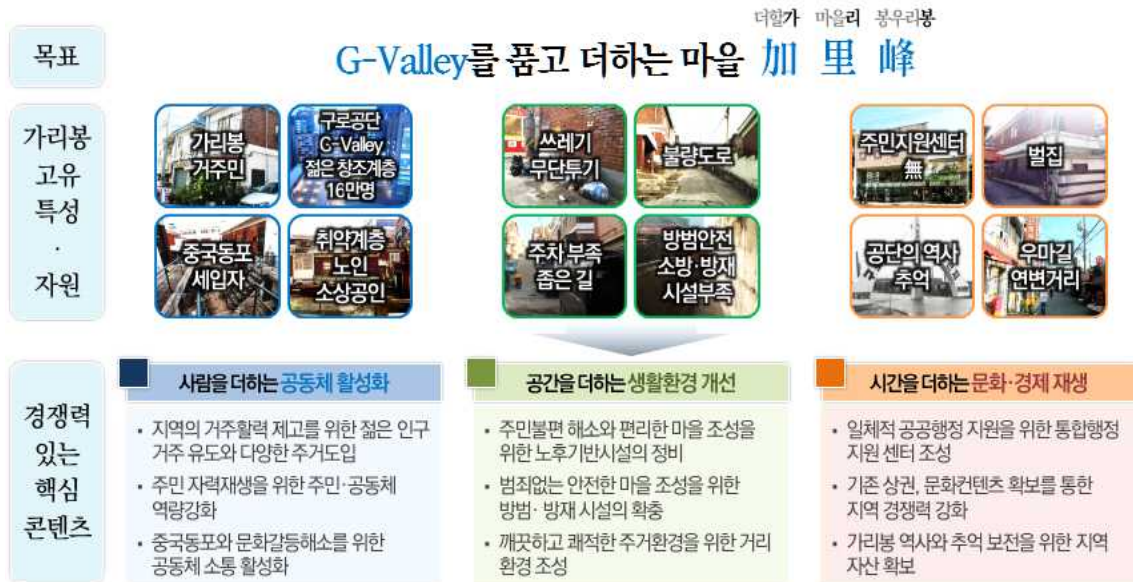 더할가 마을리 봉우리봉
목표
G-Valley를 품고 더하는 마을 加 里 峰
가리봉
고유
특성
·
자원
가리봉
거주민
구로공단
G-Valley
젊은 창조계층
16만명
중국동포
세입자
취약계층
노인
소상공인
쓰레기
무단투기
불량도로
주차 부족
좁은 길
방범안전
소방·방재
시설부족
주민지원센터
無
벌집
공단의 역사
추억
우마길
연변거리
경쟁력
있는
핵심
콘텐츠
사람을 더하는 공동체 활성화
• 지역의 거주활력 제고를 위한 젊은 인구
거주 유도와 다양한 주거도입
• 주민 자력재생을 위한 주민·공동체
역량강화
• 중국동포와 문화갈등해소를 위한
공동체 소통 활성화
공간을 더하는 생활환경 개선
• 주민불편 해소와 편리한 마을 조성을
위한 노후기반시설의 정비
• 범죄없는 안전한 마을 조성을 위한
방범· 방재 시설의 확충
• 깨끗하고 쾌적한 주거환경을 위한 거리
환경 조성
시간을 더하는 문화·경제 재생
• 일체적 공공행정 지원을 위한 통합행정
지원 센터 조성
• 기존 상권, 문화컨텐츠 확보를 통한
지역 경쟁력 강화
• 가리봉 역사와 추억 보전을 위한 지역
자산 확보